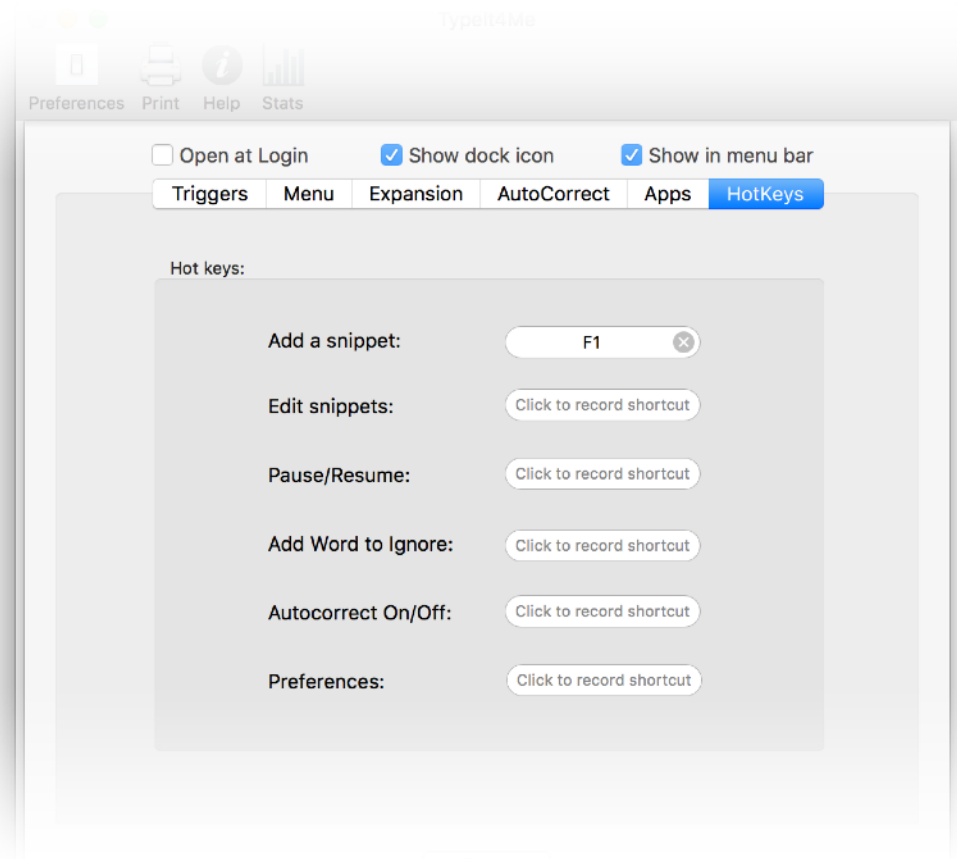 TypeIt4Me
Preferences Print Help Stats
Open at Login Show dock icon Show in menu bar
Triggers Menu Expansion AutoCorrect Apps HotKeys
Hot keys:
Add a snippet: F1
Edit snippets: Click to record shortcut
Pause/Resume: Click to record shortcut
Add Word to Ignore: Click to record shortcut
Autocorrect On/Off: Click to record shortcut
Preferences: Click to record shortcut